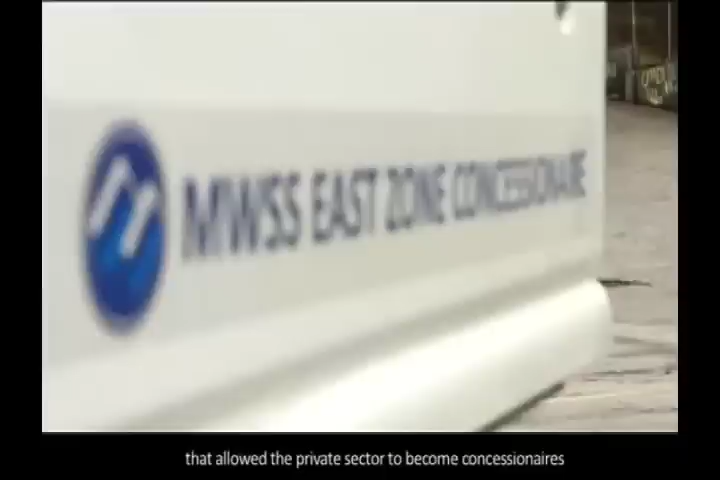 MWSS EAST ZONE CONCESSIONAIRE
that allowed the private sector to become concessionaires